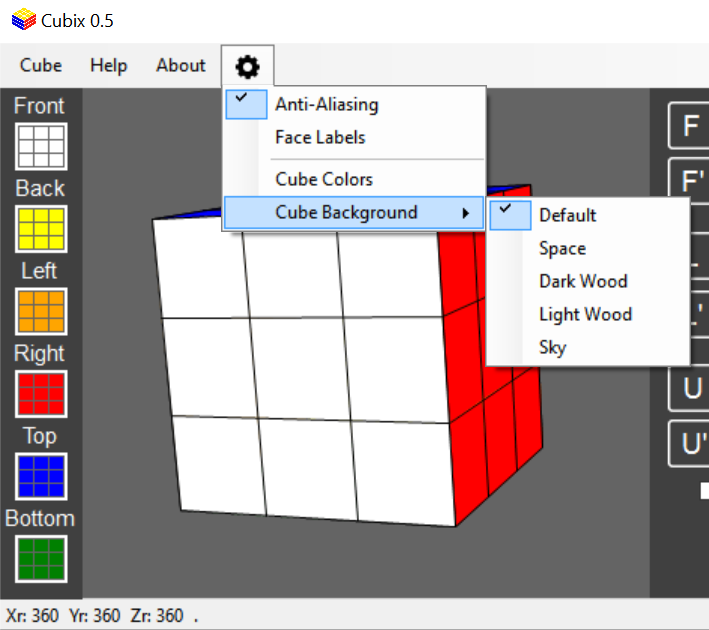 Cubix 0.5
Cube Help About
Front
Back
Left
Right
Top
Bottom
Anti-Aliasing
Face Labels
Cube Colors
Cube Background
Default
Space
Dark Wood
Light Wood
Sky
F
F'
U
U'
Xr: 360 Yr: 360 Zr: 360 .